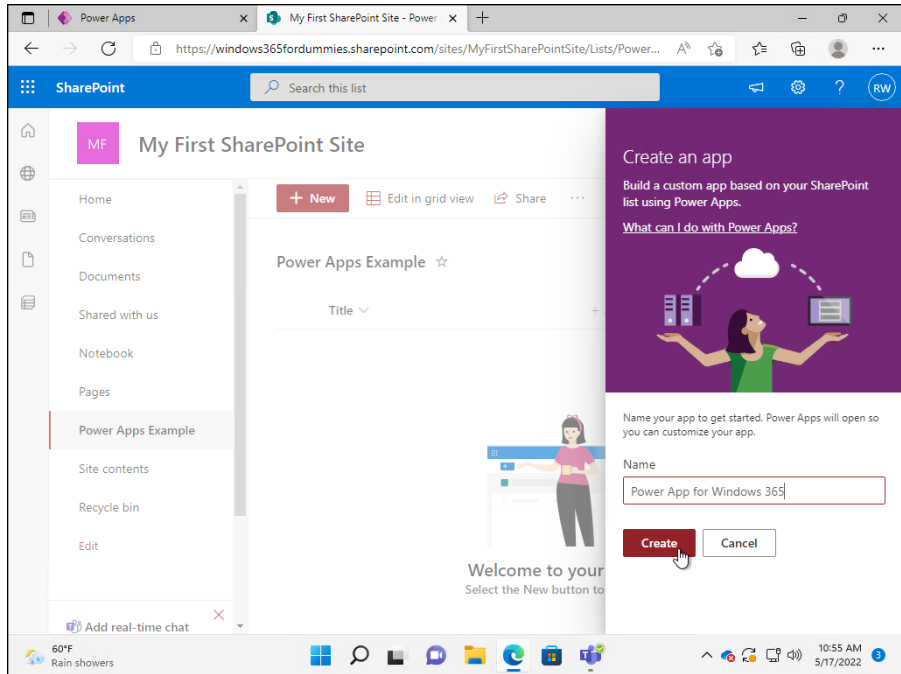 Power Apps
My First SharePoint Site - Power
https://windows365fordummies.sharepoint.com/sites/MyFirstSharePointSite/Lists/Power...
SharePoint
Search this list
RW
MF
My First SharePoint Site
Home
Conversations
Documents
Shared with us
Notebook
Pages
Power Apps Example
Site contents
Recycle bin
Edit
Add real-time chat
+ New
Edit in grid view
Share
Power Apps Example
Title
Welcome to your
Select the New button to
Create an app
Build a custom app based on your SharePoint
list using Power Apps.
What can I do with Power Apps?
Name your app to get started. Power Apps will open so
you can customize your app.
Name
Power App for Windows 365
Create
Cancel
60°F
Rain showers
10:55 AM
5/17/2022
3